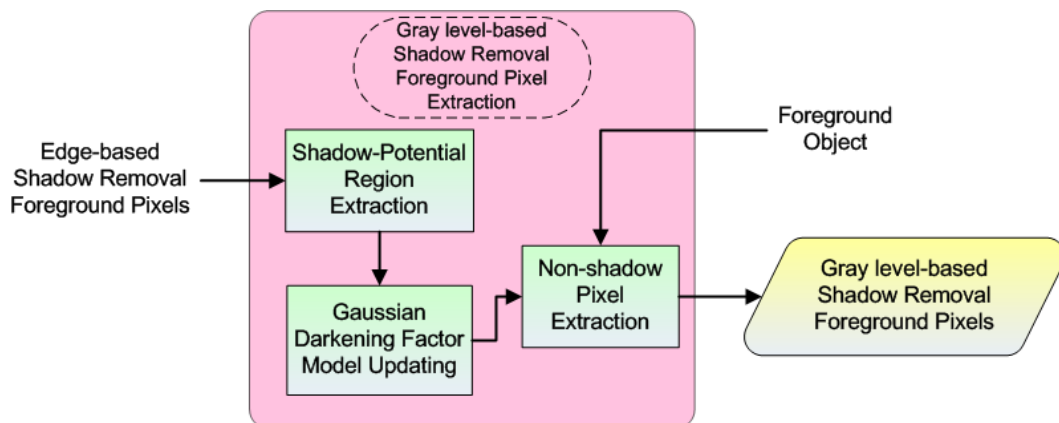 Gray level-based
Shadow Removal
Foreground Pixel
Extraction
Edge-based
Shadow Removal
Foreground Pixels
Shadow-Potential
Region
Extraction
Foreground
Object
Gaussian
Darkening Factor
Model Updating
Non-shadow
Pixel
Extraction
Gray level-based
Shadow Removal
Foreground Pixels